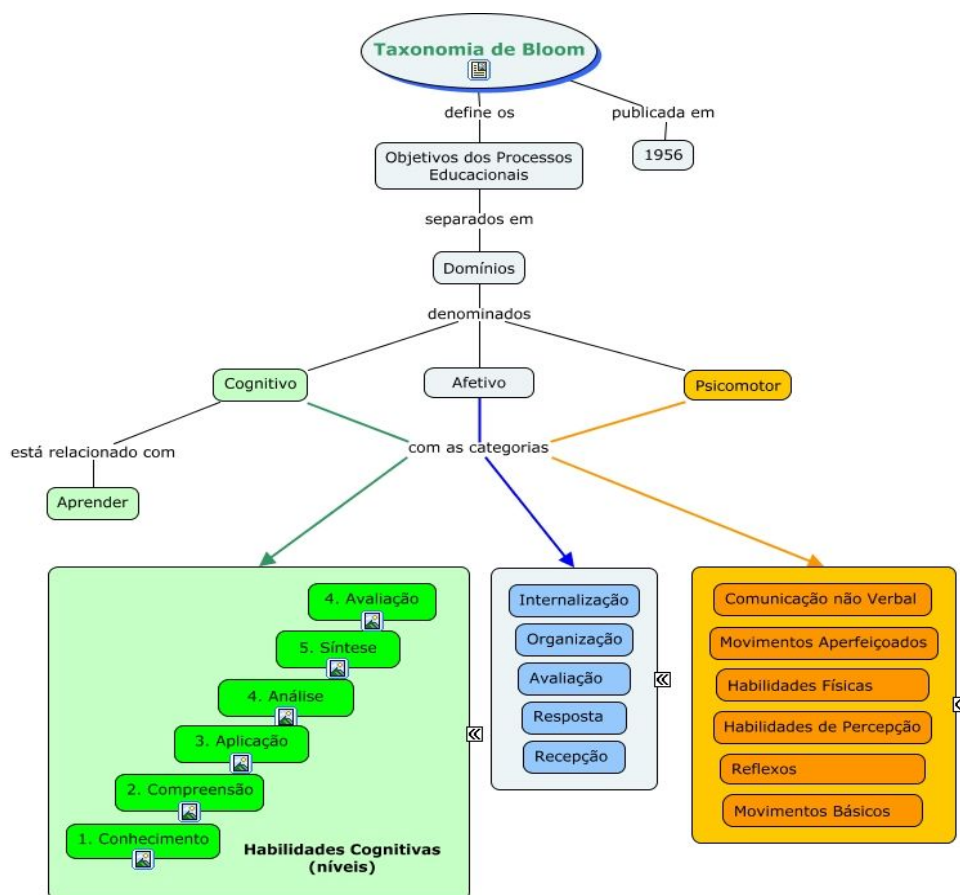 Taxonomia de Bloom
define os
publicada em
Objetivos dos Processos
Educacionais
1956
separados em
Domínios
denominados
Cognitivo
Afetivo
Psicomotor
está relacionado com
com as categorias
Aprender
4. Avaliação
5. Síntese
4. Análise
3. Aplicação
2. Compreensão
1. Conhecimento
Habilidades Cognitivas
(níveis)
Internalização
Organização
Avaliação
Resposta
Recepção
Comunicação não Verbal
Movimentos Aperfeiçoados
Habilidades Físicas
Habilidades de Percepção
Reflexos
Movimentos Básicos